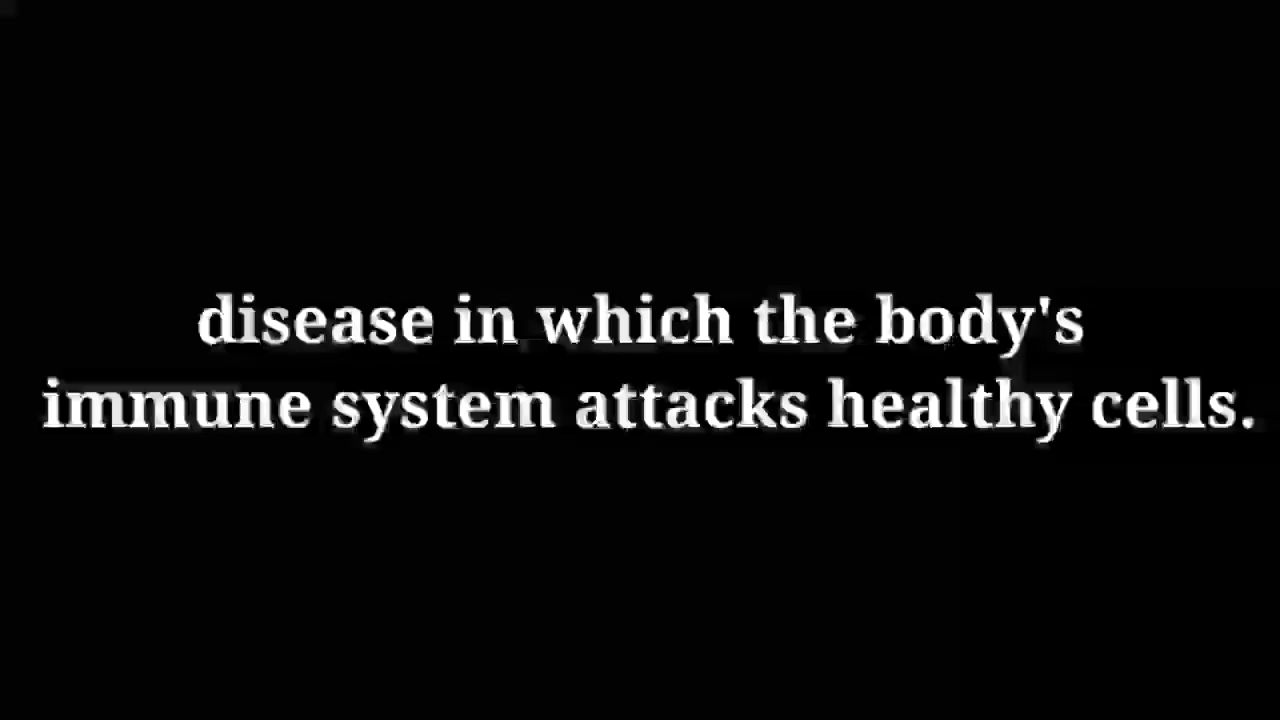 disease in which the body's
immune system attacks healthy cells.